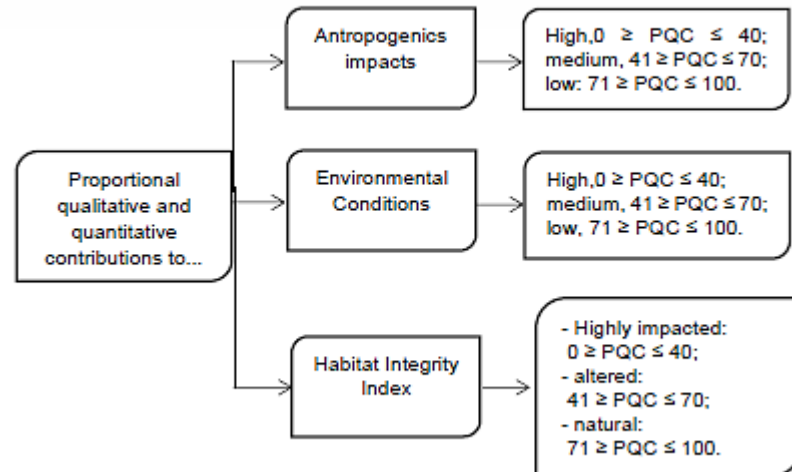 Antropogenics
impacts
High,0 ≥ PQC ≤ 40;
medium, 41 ≥ PQC ≤ 70;
low: 71 ≥ PQC ≤ 100.
Proportional
qualitative and
quantitative
contributions to...
Environmental
Conditions
High,0 ≥ PQC ≤ 40;
medium, 41 ≥ PQC ≤ 70;
low, 71 ≥ PQC ≤ 100.
Habitat Integrity
Index
- Highly impacted:
0 ≥ PQC ≤ 40;
- altered:
41 ≥ PQC ≤ 70;
- natural:
71 ≥ PQC ≤ 100.